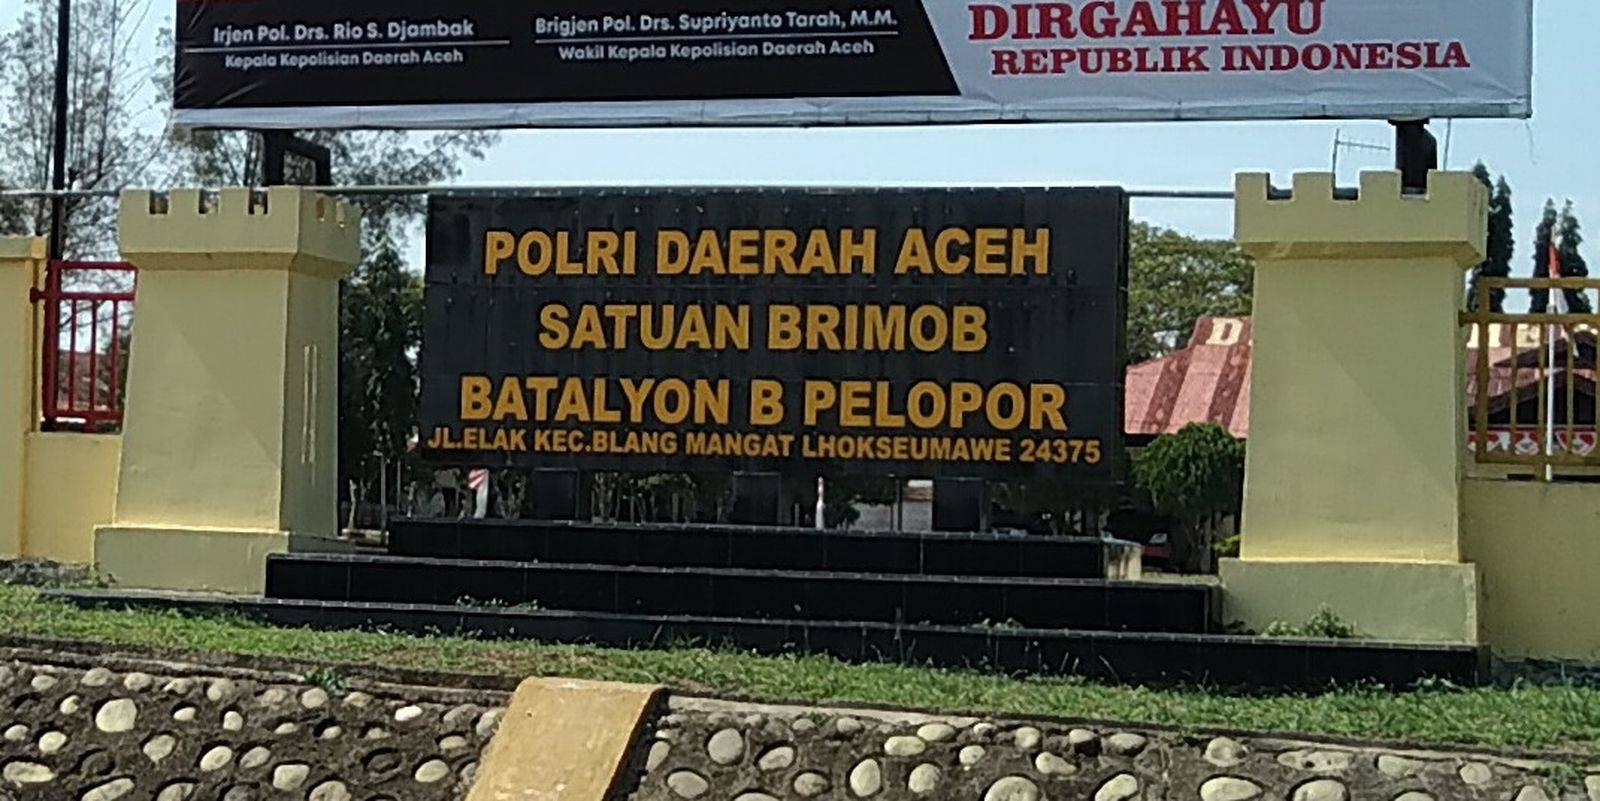 Irjen Pol. Drs. Rio S. Djambak
Kepala Kepolisian Daerah Aceh
Brigjen Pol. Drs. Supriyanto Tarah, M.M.
Wakil Kepala Kepolisian Daerah Aceh
DIRGAHAYU
REPUBLIK INDONESIA
POLRI DAERAH ACEH
SATUAN BRIMOB
BATALYON B PELOPOR
JL.ELAK KEC.BLANG MANGAT LHOKSEUMAWE 24375